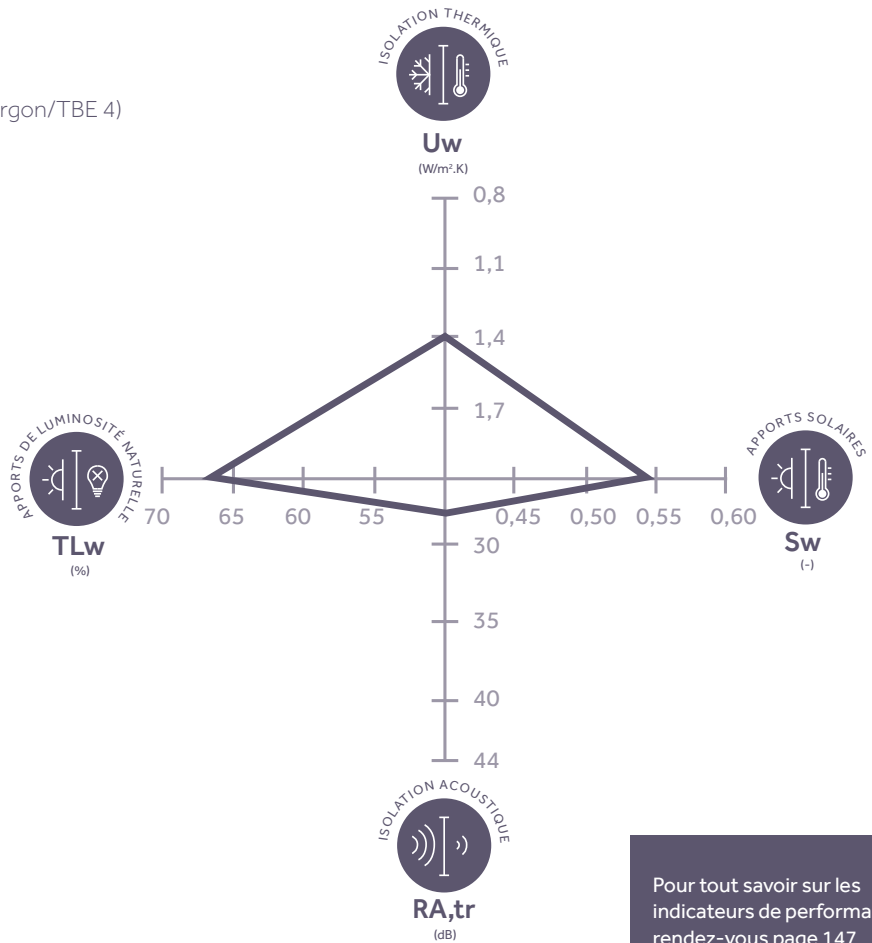 ISOLATION THERMIQUE
rgon/TBE 4)
Uw
(W/m².K)
0,8
1,1
1,4
1,7
APPORTS DE LUMINOSITÉ NATURELLE
TLw
(%)
70 65 60 55
0,45 0,50 0,55 0,60
APPORTS SOLAIRES
Sw
(-)
30
35
40
44
ISOLATION ACOUSTIQUE
RA,tr
(dB)
Pour tout savoir sur les
indicateurs de performa
rendez-vous page 147